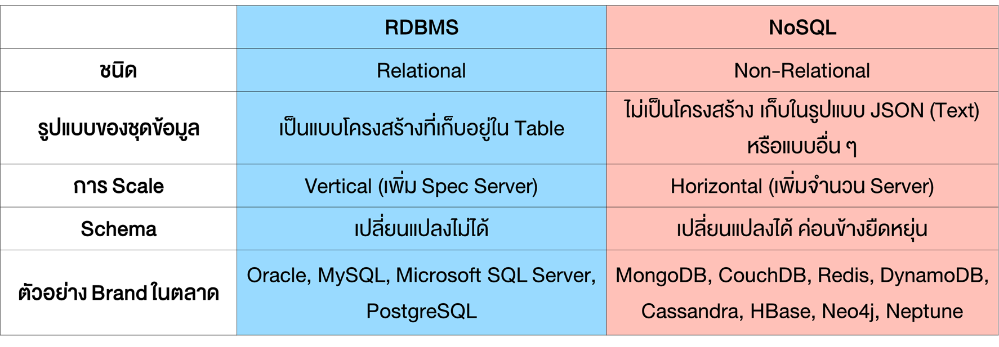 RDBMS
NoSQL
ชนิด
Relational
Non-Relational
รูปแบบของชุดข้อมูล
เป็นแบบโครงสร้างที่เก็บอยู่ใน Table
ไม่เป็นโครงสร้าง เก็บในรูปแบบ JSON (Text)
หรือแบบอื่น ๆ
การ Scale
Vertical (เพิ่ม Spec Server)
Horizontal (เพิ่มจำนวน Server)
Schema
เปลี่ยนแปลงไม่ได้
เปลี่ยนแปลงได้ ค่อนข้างยืดหยุ่น
ตัวอย่าง Brand ในตลาด
Oracle, MySQL, Microsoft SQL Server,
PostgreSQL
MongoDB, CouchDB, Redis, DynamoDB,
Cassandra, HBase, Neo4j, Neptune